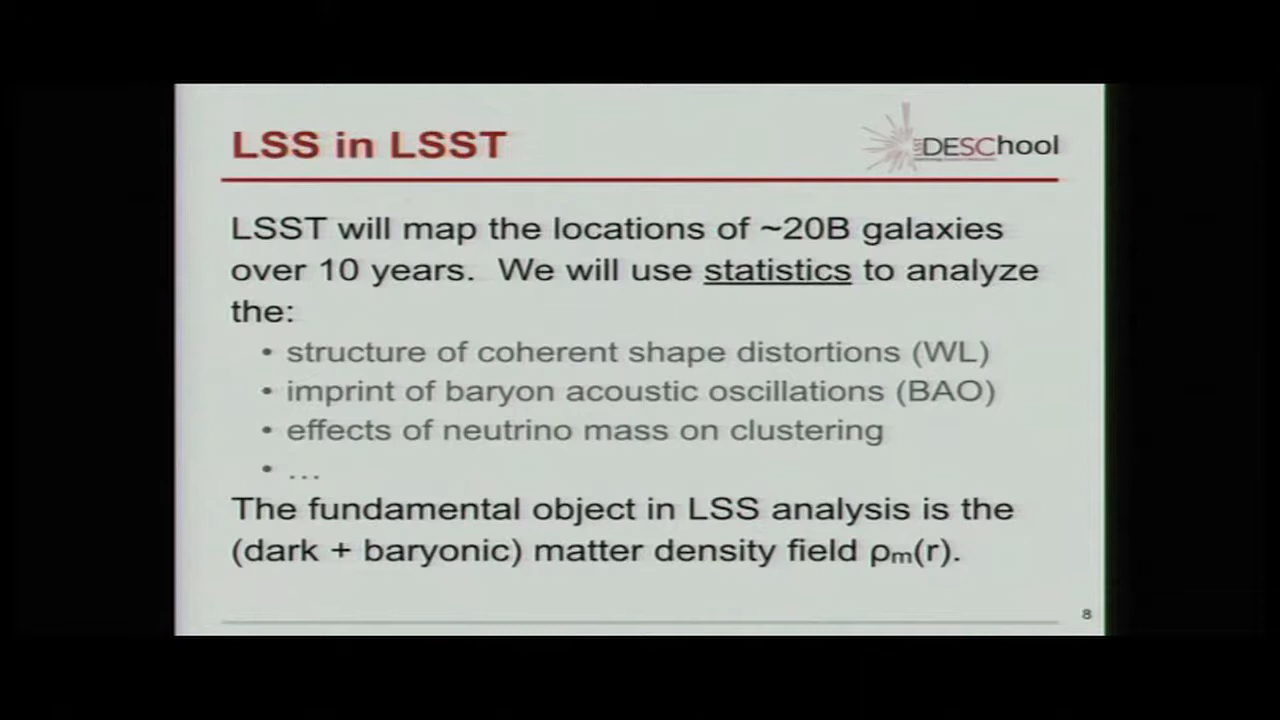 LSS in LSST
DESChool
LSST will map the locations of ~20B galaxies
over 10 years. We will use statistics to analyze
the:
• structure of coherent shape distortions (WL)
• imprint of baryon acoustic oscillations (BAO)
• effects of neutrino mass on clustering
• ...
The fundamental object in LSS analysis is the
(dark + baryonic) matter density field ρm(r).
8